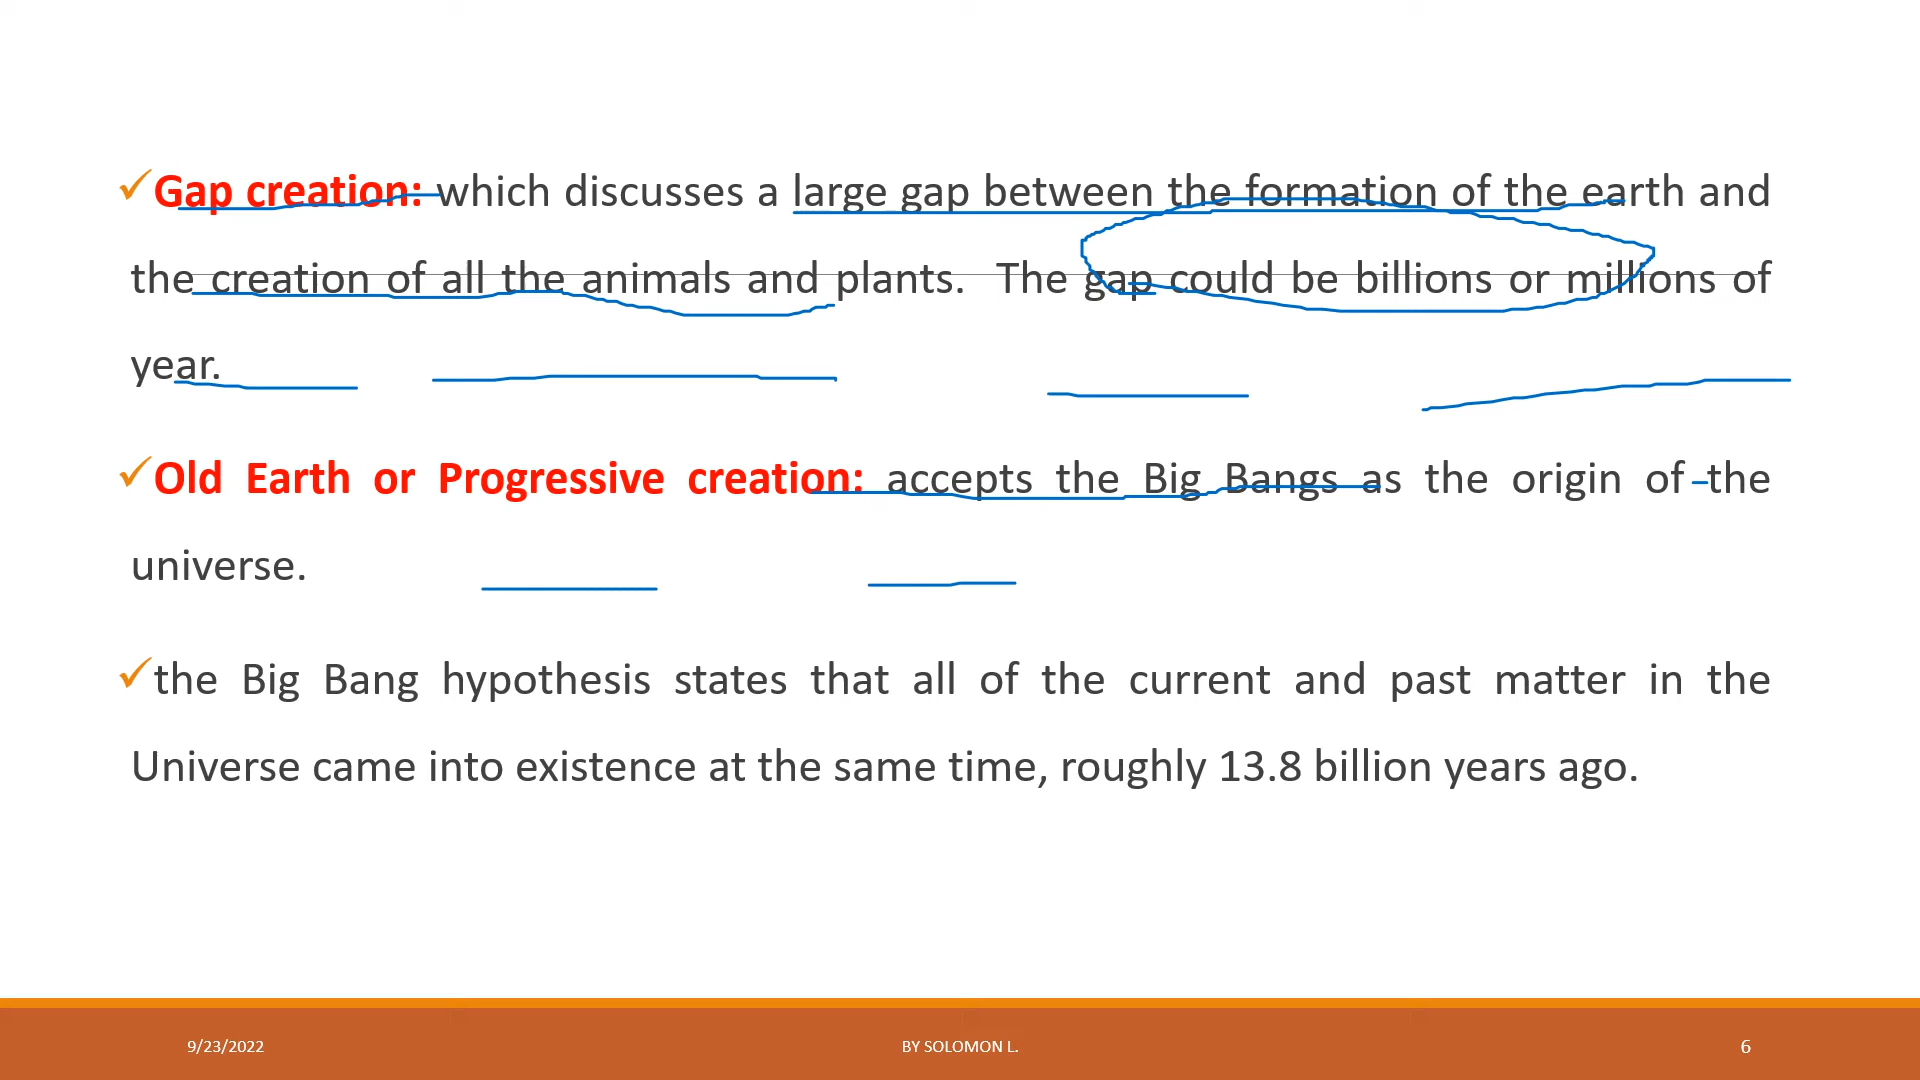 ✓Gap creation: which discusses a large gap between the formation of the earth and
the creation of all the animals and plants. The gap could be billions or millions of
year.
✓Old Earth or Progressive creation: accepts the Big Bangs as the origin of the
universe.
✓the Big Bang hypothesis states that all of the current and past matter in the
Universe came into existence at the same time, roughly 13.8 billion years ago.
9/23/2022
BY SOLOMON L.
6